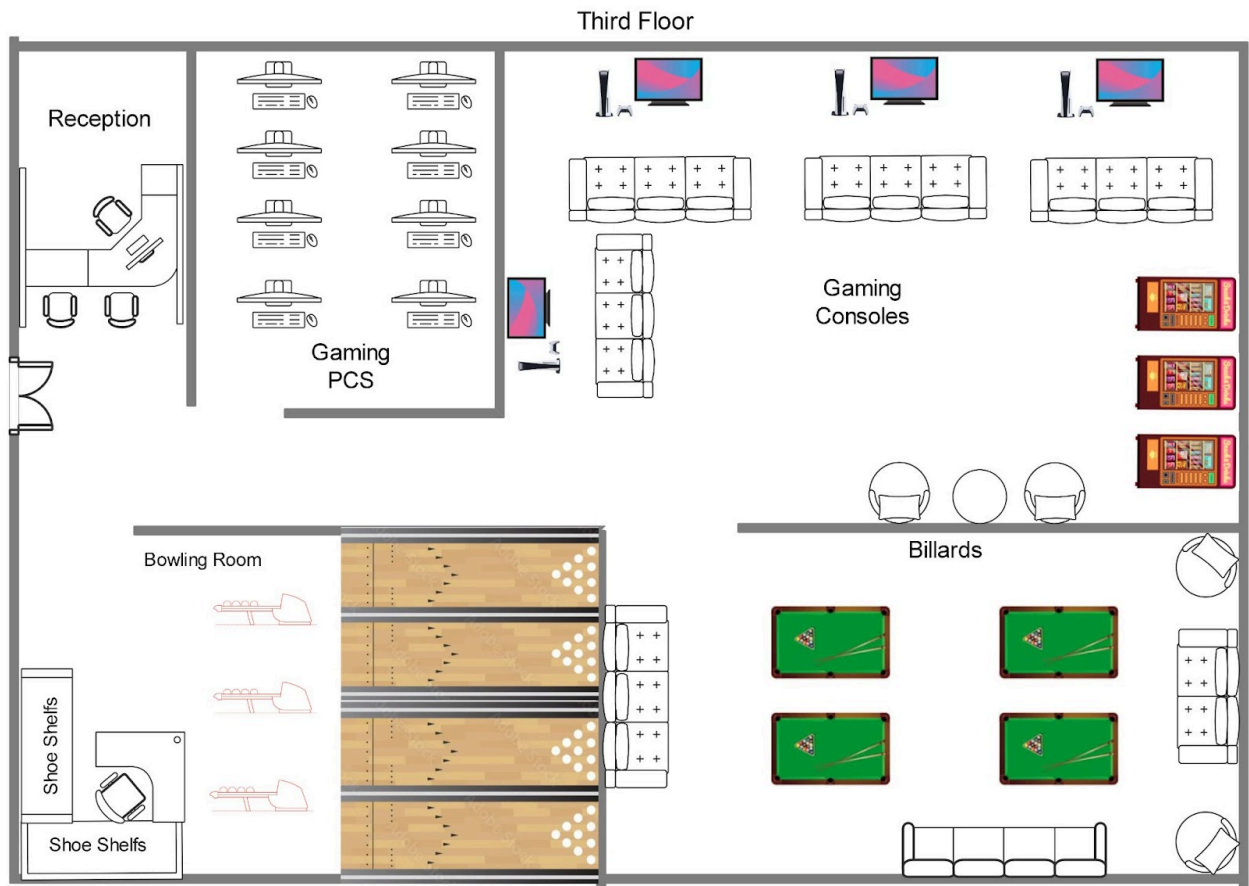 Third Floor
Reception
Gaming
PCS
Gaming
Consoles
Bowling Room
Billards
Shoe Shelfs
Shoe Shelfs